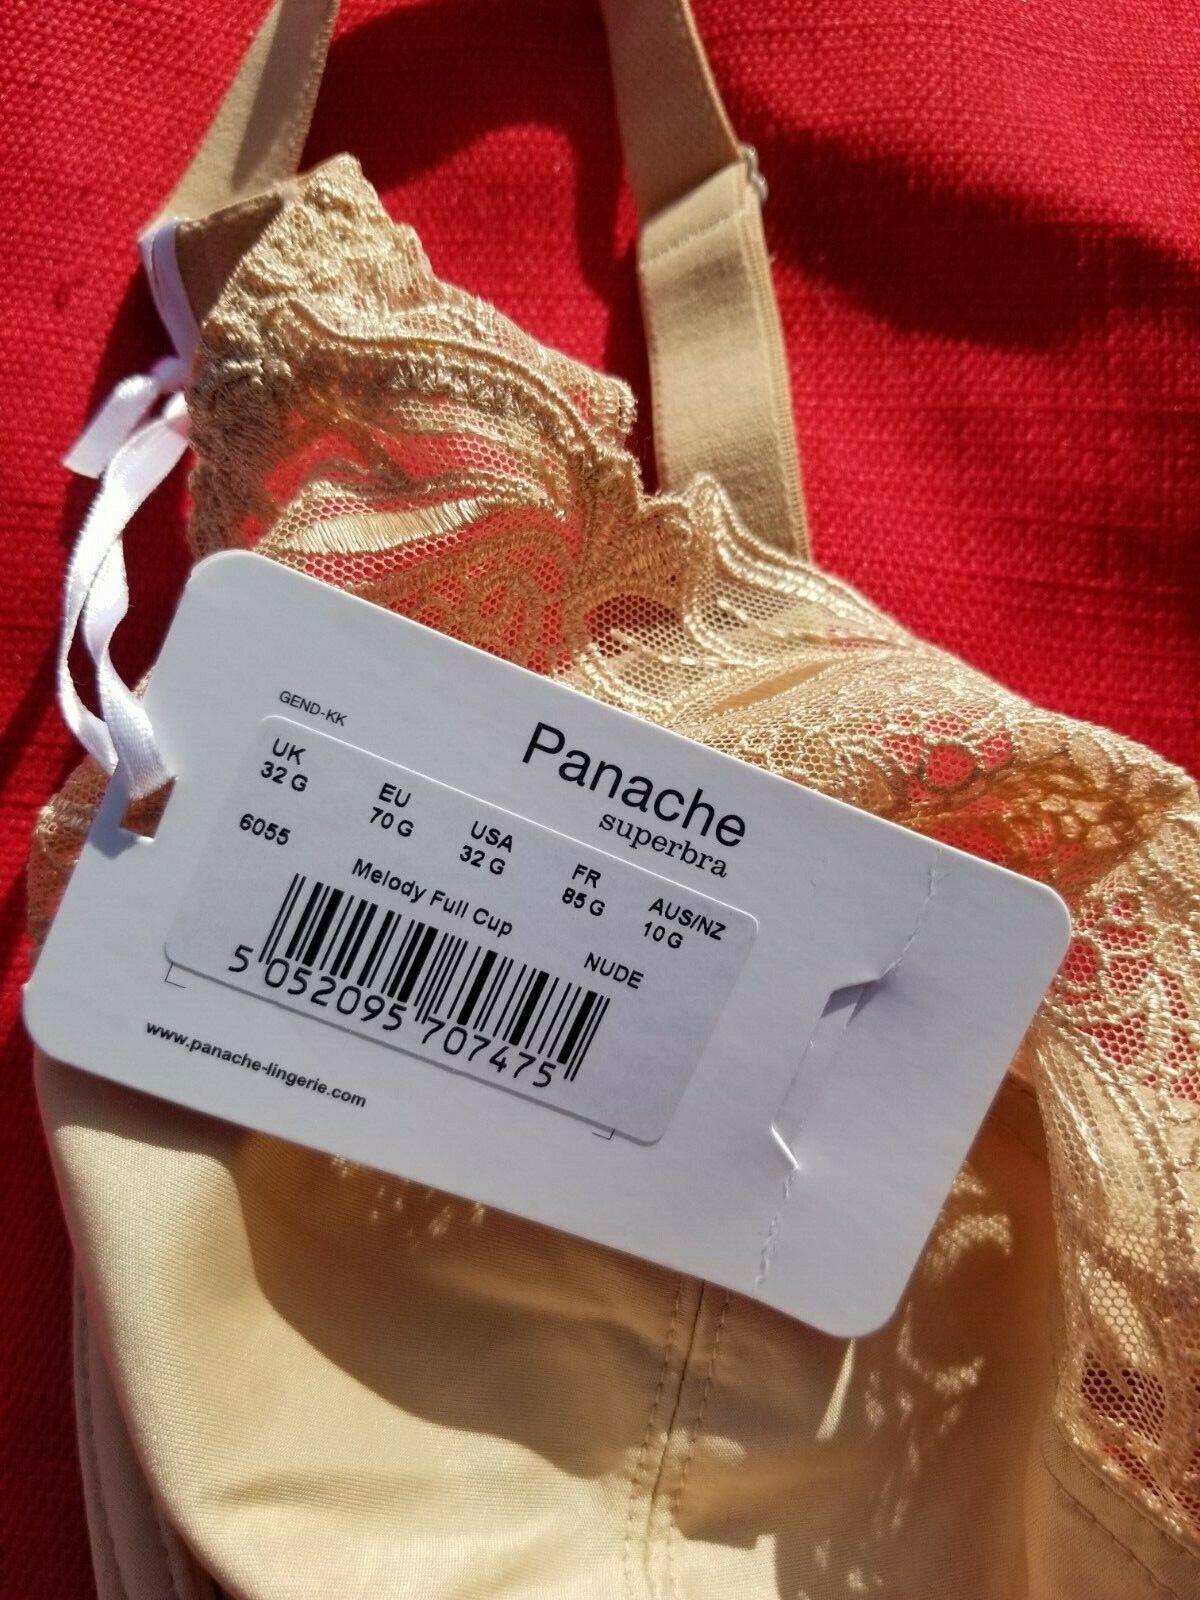 GEND-KK
Panache
superbra
UK EU USA FR AUS/NZ
32 G 70 G 32 G 85 G 10 G
6055 Melody Full Cup NUDE
5 052095 707475
www.panache-lingerie.com